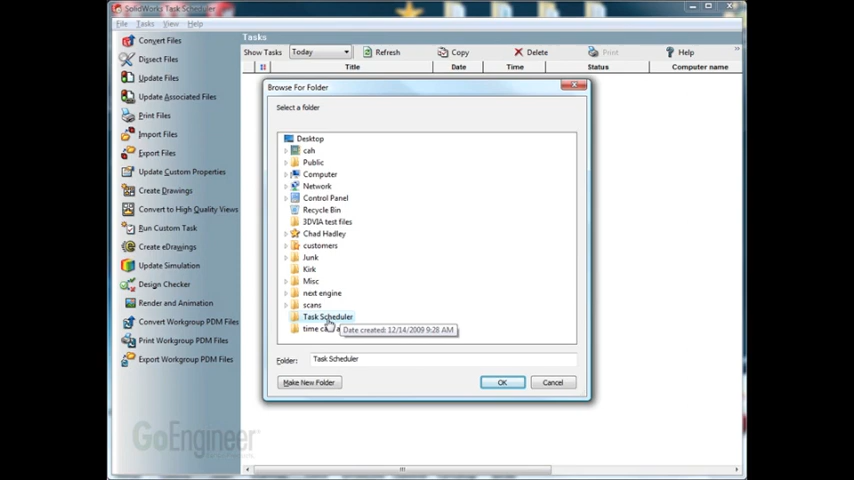 SolidWorks Task Scheduler
File Tasks View Help
Convert Files
Dissect Files
Update Files
Update Associated Files
Print Files
Import Files
Export Files
Update Custom Properties
Create Drawings
Convert to High Quality Views
Run Custom Task
Create eDrawings
Update Simulation
Design Checker
Render and Animation
Convert Workgroup PDM Files
Print Workgroup PDM Files
Export Workgroup PDM Files
GoEngineer
Tasks
Show Tasks Today Refresh Copy Delete Print Help
Title Date Time Status Computer name
Browse For Folder
Select a folder
Desktop
cah
Public
Computer
Network
Control Panel
Recycle Bin
3DVIA test files
Chad Hadley
customers
Junk
Kirk
Misc
next engine
scans
Task Scheduler
time
Date created: 12/14/2009 9:28 AM
Folder: Task Scheduler
Make New Folder OK Cancel